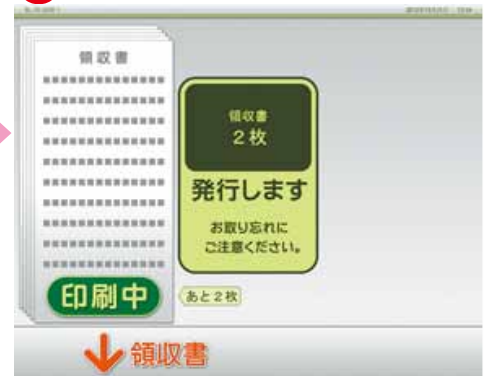 領収書
領収書
2枚
発行します
お取り忘れに
ご注意ください。
印刷中
あと2枚
領収書